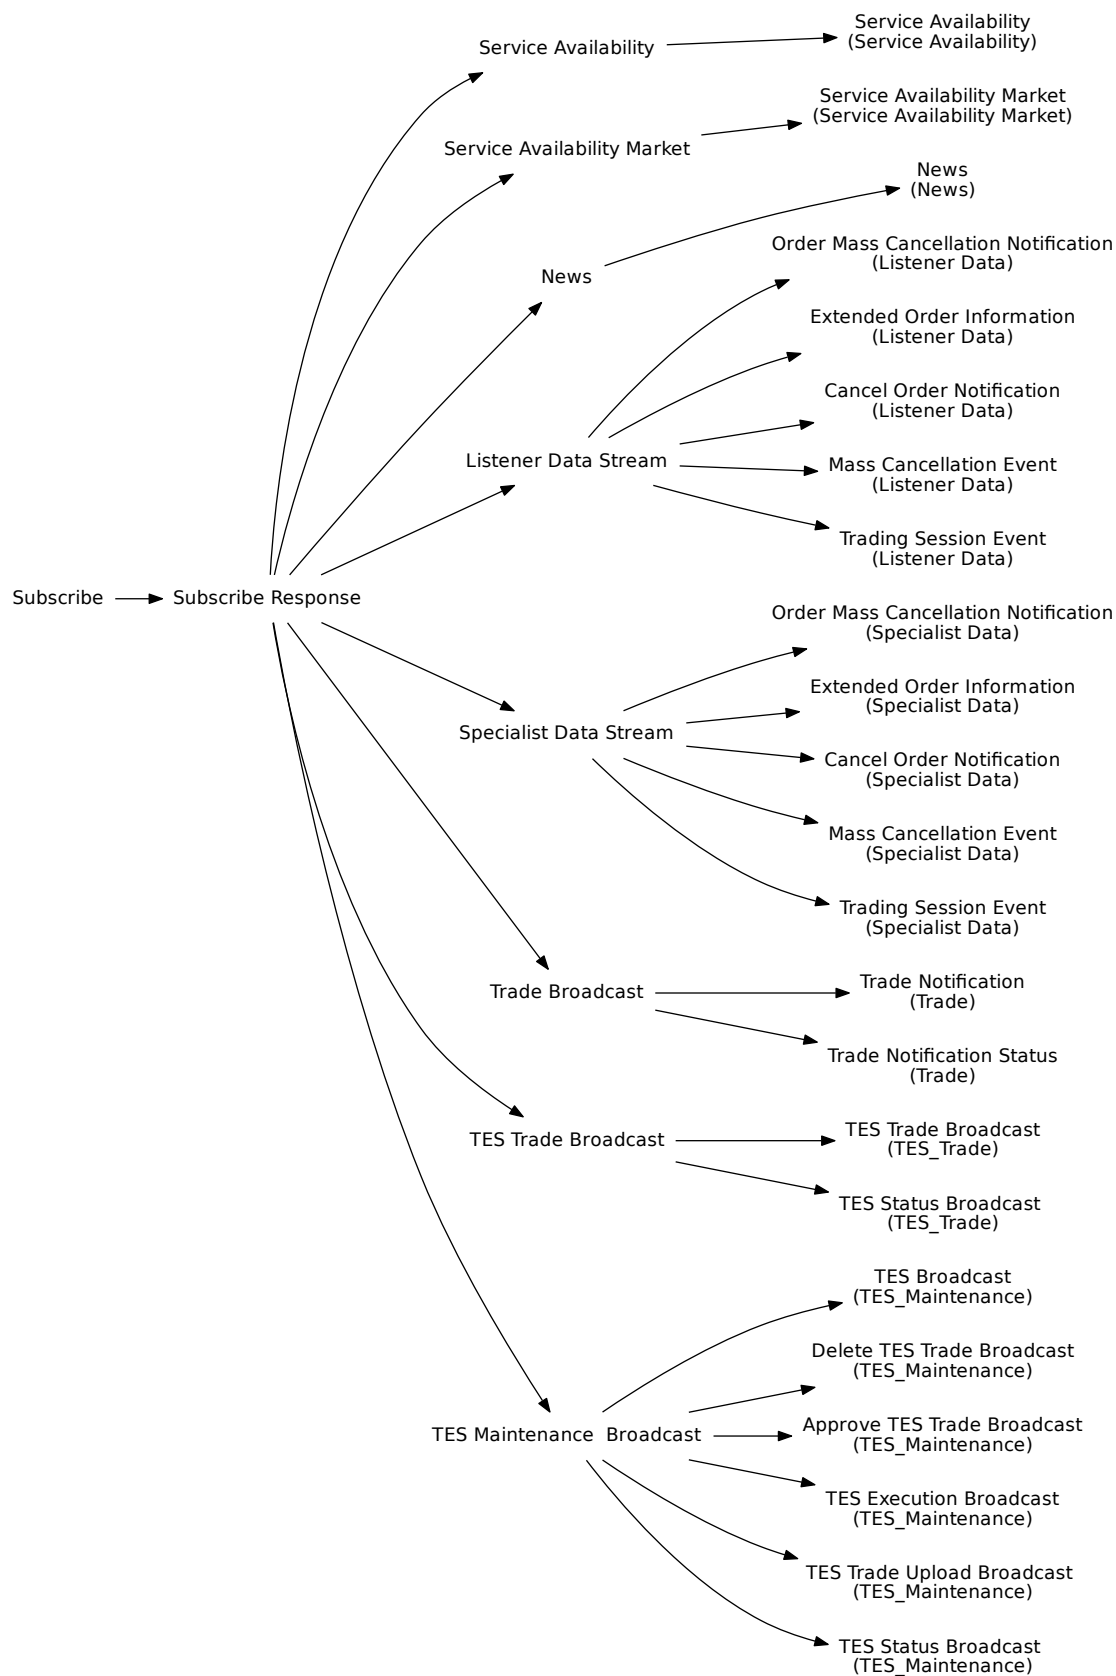 Subscribe
Subscribe Response
Service Availability
Service Availability Market
News
Listener Data Stream
Specialist Data Stream
Trade Broadcast
TES Trade Broadcast
TES Maintenance  Broadcast
Service Availability
(Service Availability)
Service Availability Market
(Service Availability Market)
News
(News)
Order Mass Cancellation Notification
(Listener Data)
Extended Order Information
(Listener Data)
Cancel Order Notification
(Listener Data)
Mass Cancellation Event
(Listener Data)
Trading Session Event
(Listener Data)
Order Mass Cancellation Notification
(Specialist Data)
Extended Order Information
(Specialist Data)
Cancel Order Notification
(Specialist Data)
Mass Cancellation Event
(Specialist Data)
Trading Session Event
(Specialist Data)
Trade Notification
(Trade)
Trade Notification Status
(Trade)
TES Trade Broadcast
(TES_Trade)
TES Status Broadcast
(TES_Trade)
TES Broadcast
(TES_Maintenance)
Delete TES Trade Broadcast
(TES_Maintenance)
Approve TES Trade Broadcast
(TES_Maintenance)
TES Execution Broadcast
(TES_Maintenance)
TES Trade Upload Broadcast
(TES_Maintenance)
TES Status Broadcast
(TES_Maintenance)